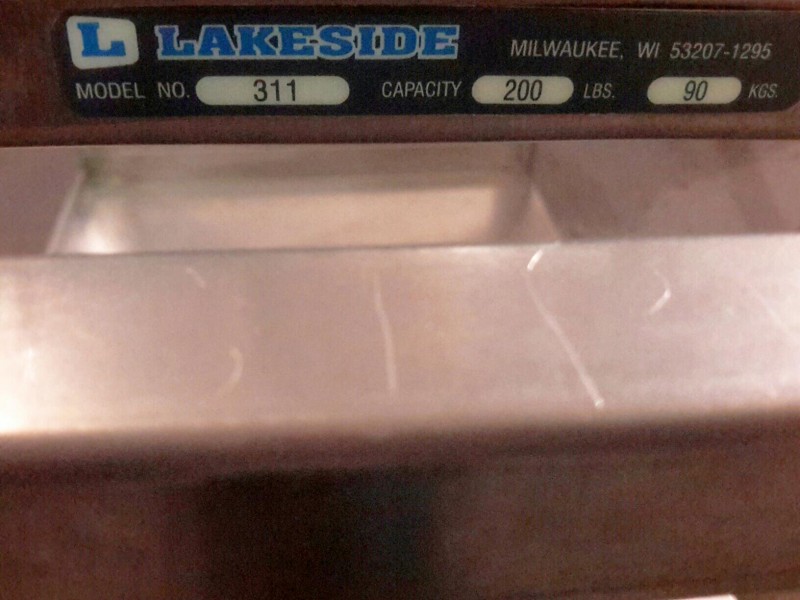 L LAKESIDE MILWAUKEE, WI 53207-1295
MODEL NO. 311 CAPACITY 200 LBS. 90 KGS.